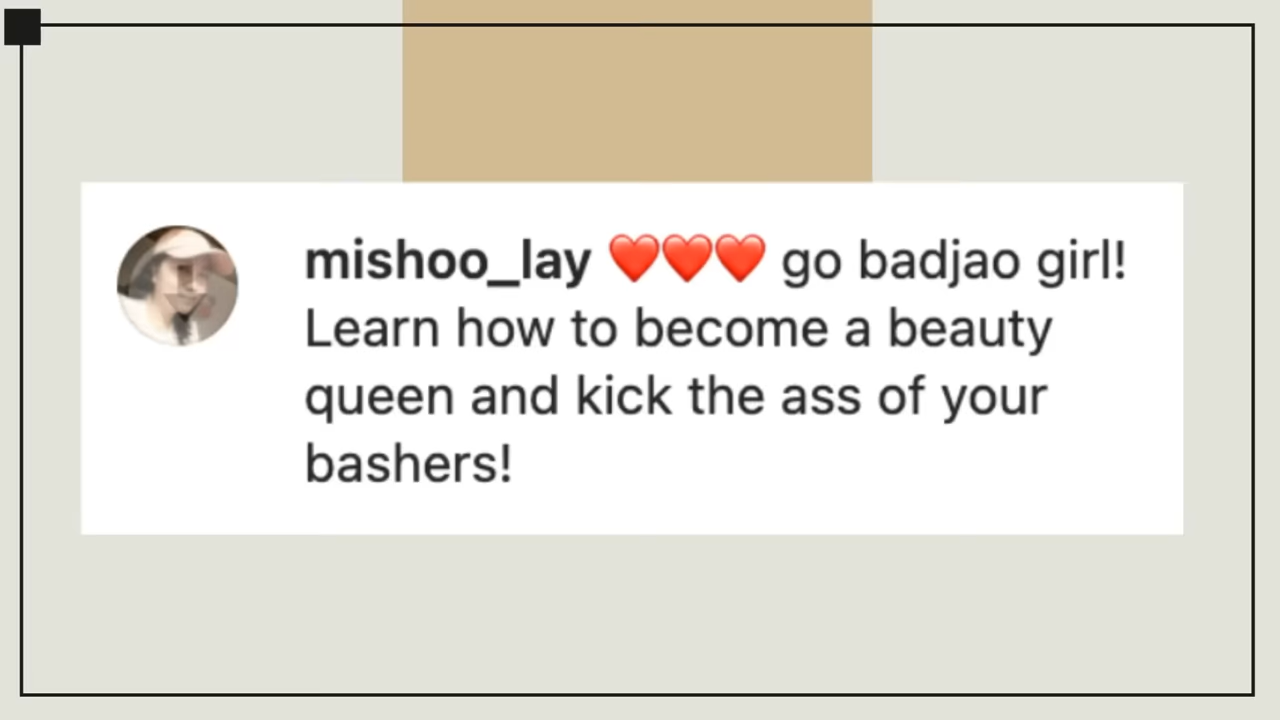 mishoo_lay ❤️❤️❤️ go badjao girl!
Learn how to become a beauty
queen and kick the ass of your
bashers!